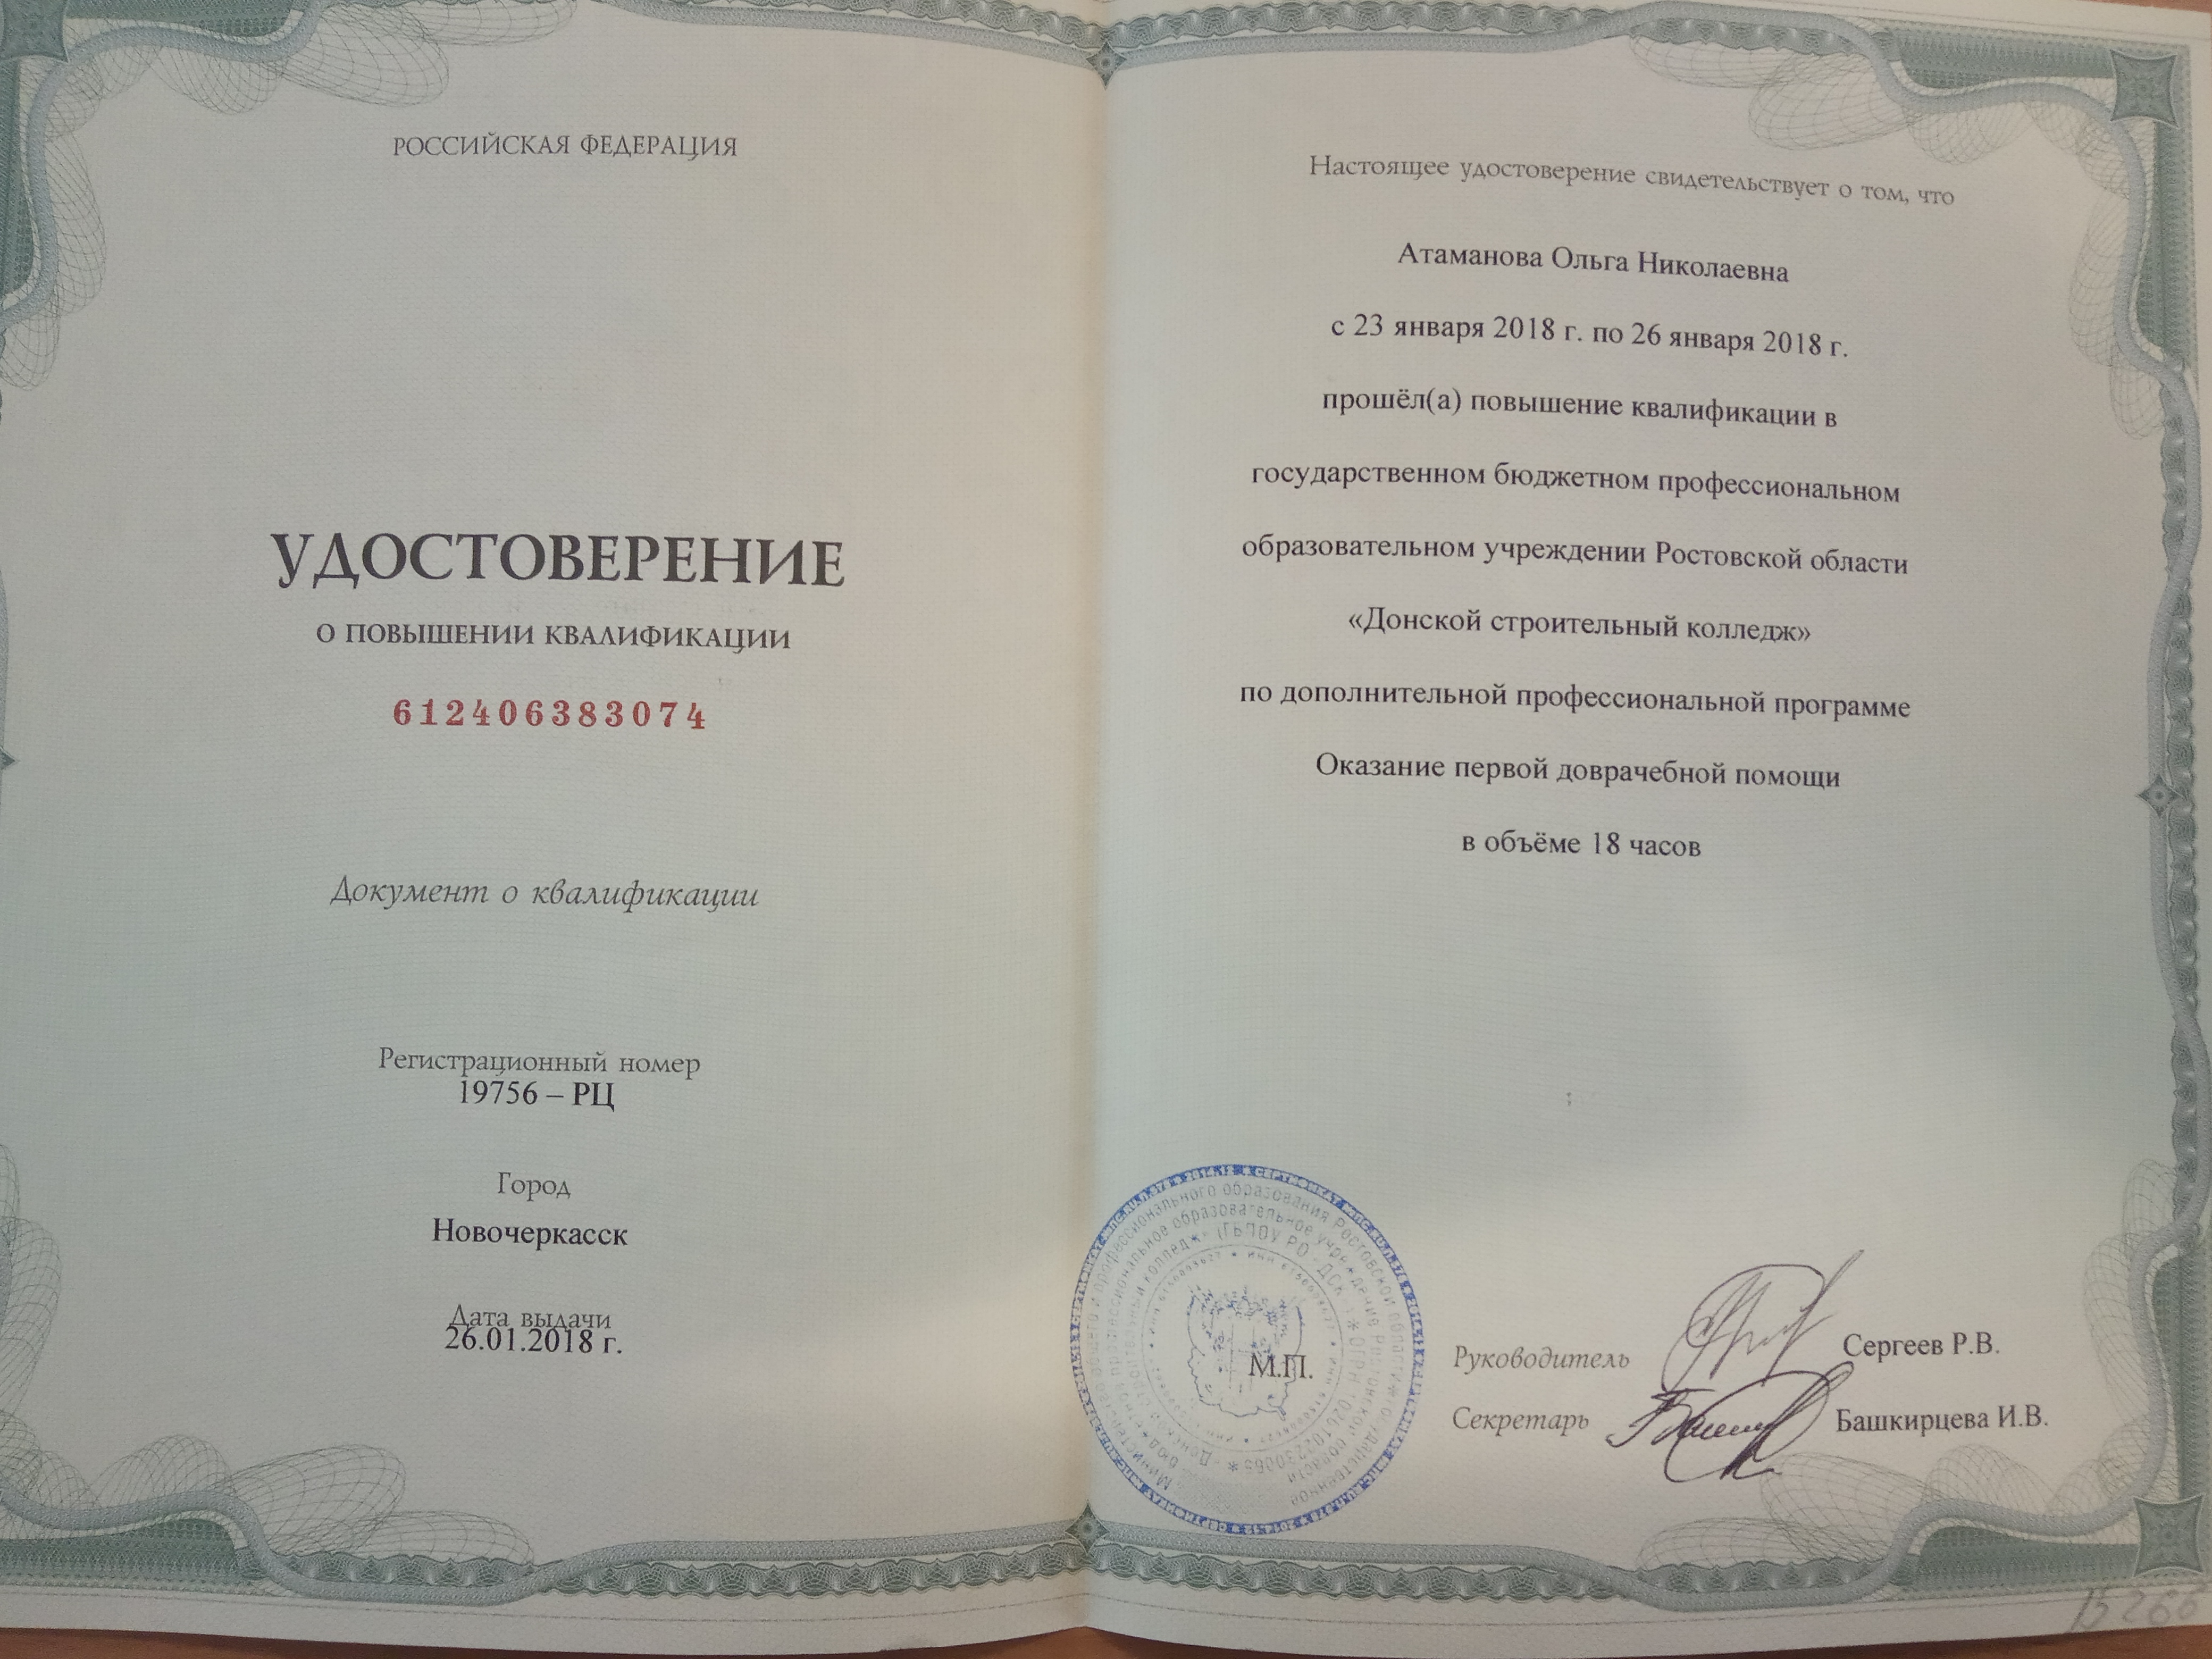 РОССИЙСКАЯ ФЕДЕРАЦИЯ
УДОСТОВЕРЕНИЕ
О ПОВЫШЕНИИ КВАЛИФИКАЦИИ
612406383074
Документ о квалификации
Регистрационный номер
19756 – РЦ
Город
Новочеркасск
Дата выдачи
26.01.2018 г.
Настоящее удостоверение свидетельствует о том, что
Атаманова Ольга Николаевна
с 23 января 2018 г. по 26 января 2018 г.
прошёл(а) повышение квалификации в
государственном бюджетном профессиональном
образовательном учреждении Ростовской области
«Донской строительный колледж»
по дополнительной профессиональной программе
Оказание первой доврачебной помощи
в объёме 18 часов
М.П.
Руководитель
Сергеев Р.В.
Секретарь
Башкирцева И.В.